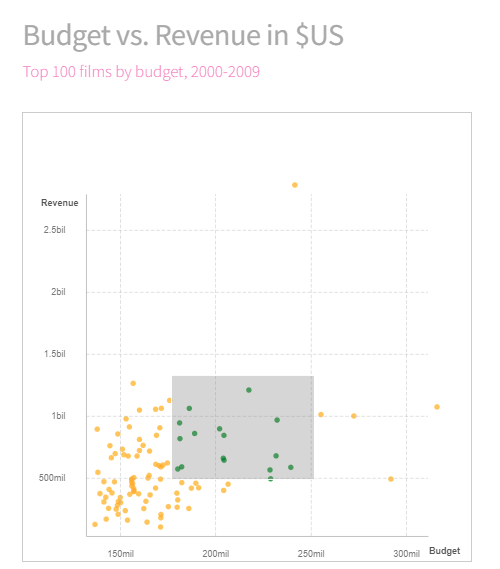 Budget vs. Revenue in $US
Top 100 films by budget, 2000-2009
Revenue
2.5bil
2bil
1.5bil
1bil
500mil
150mil 200mil 250mil 300mil Budget